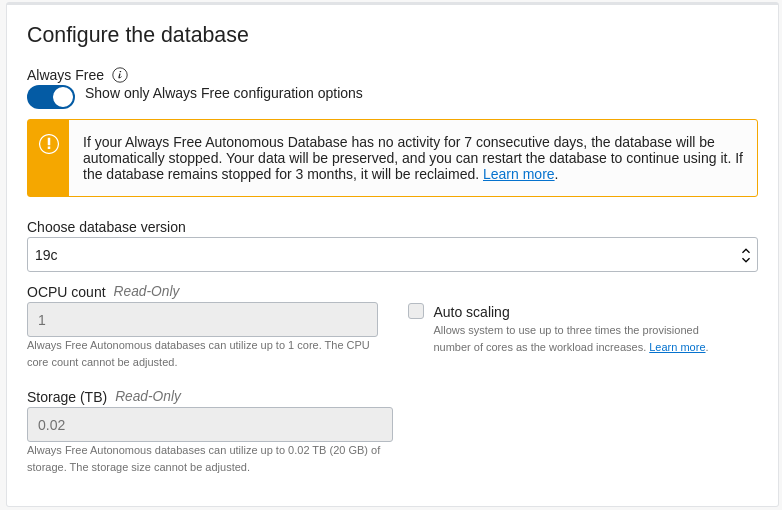 Configure the database
Always Free
Show only Always Free configuration options
If your Always Free Autonomous Database has no activity for 7 consecutive days, the database will be
automatically stopped. Your data will be preserved, and you can restart the database to continue using it. If
the database remains stopped for 3 months, it will be reclaimed. Learn more.
Choose database version
19c
OCPU count Read-Only
1
Always Free Autonomous databases can utilize up to 1 core. The CPU
core count cannot be adjusted.
Auto scaling
Allows system to use up to three times the provisioned
number of cores as the workload increases. Learn more.
Storage (TB) Read-Only
0.02
Always Free Autonomous databases can utilize up to 0.02 TB (20 GB) of
storage. The storage size cannot be adjusted.